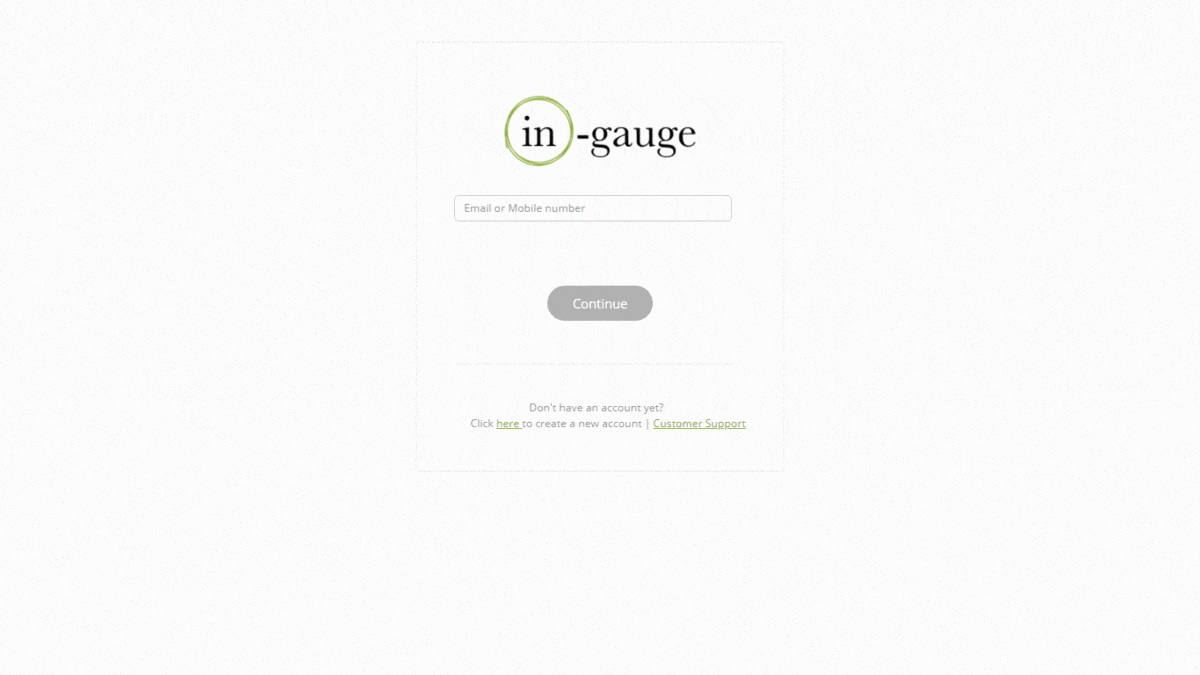 in-gauge
Email or Mobile number
Continue
Don't have an account yet?
Click here to create a new account | Customer Support